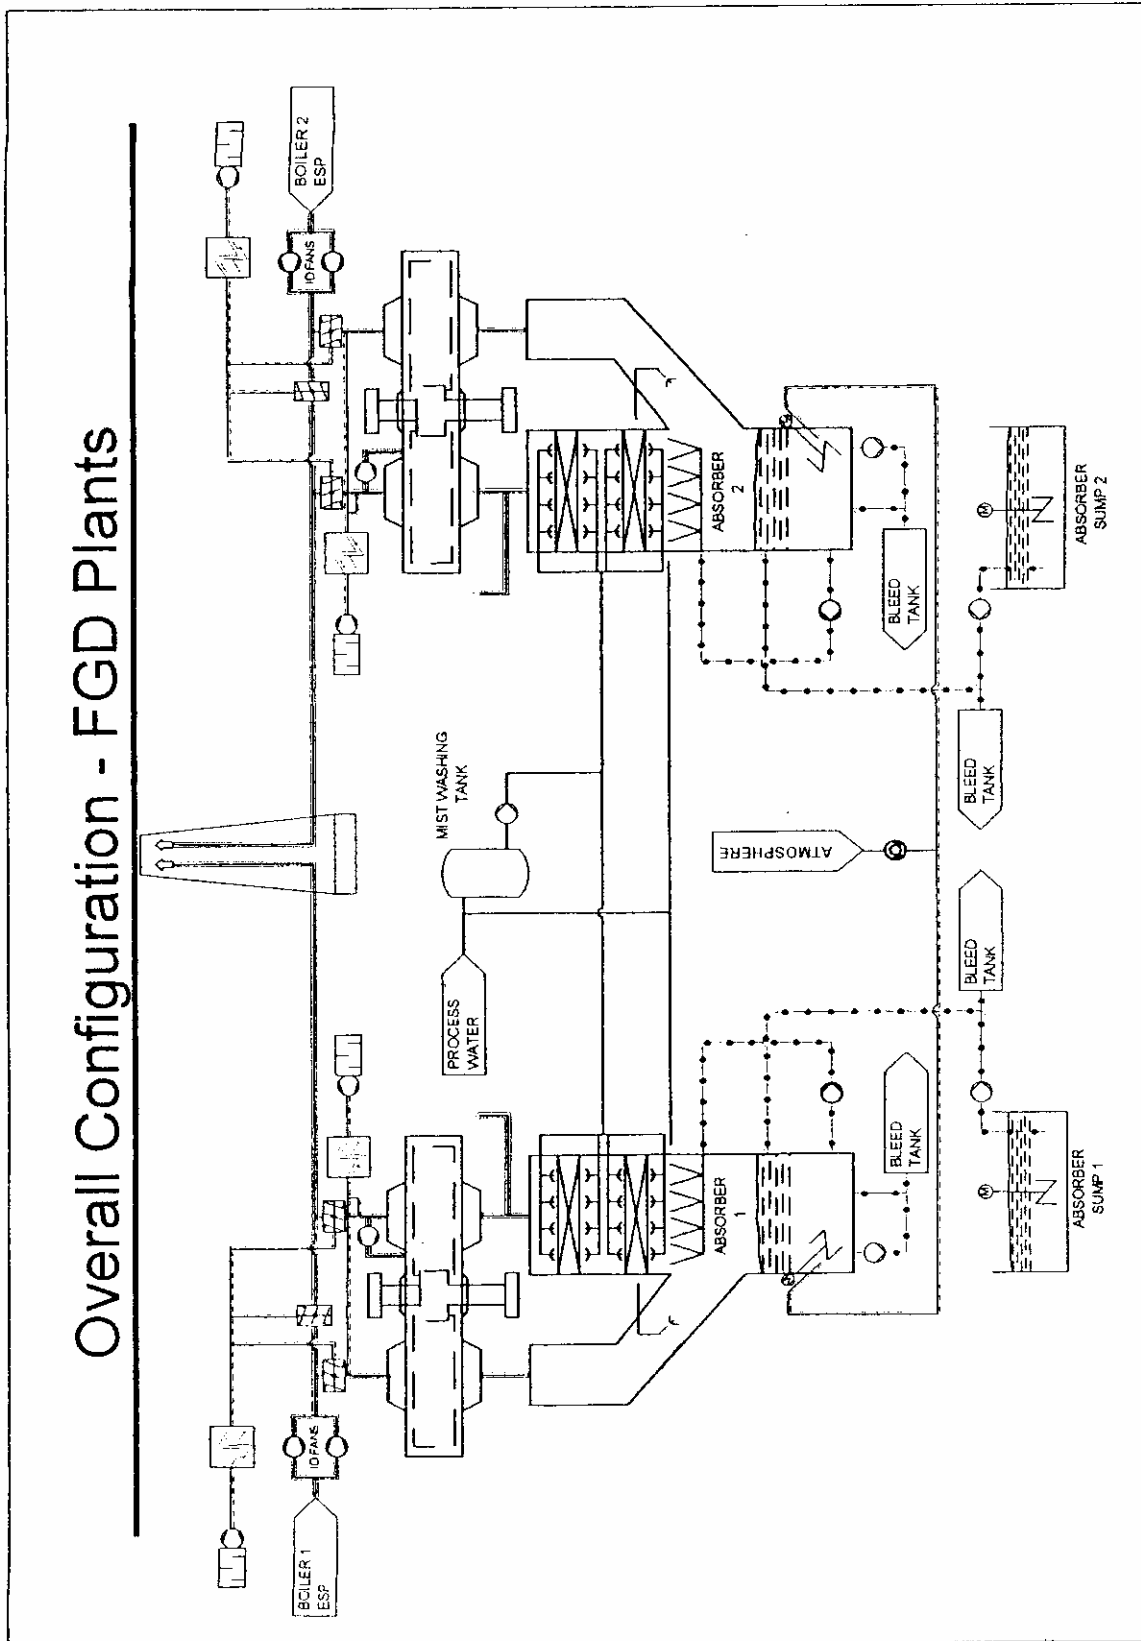 Overall Configuration - FGD Plants
BOILER 1
ESP
ID FANS
BOILER 2
ESP
ID FANS
MIST WASHING
TANK
PROCESS
WATER
ABSORBER
1
ABSORBER
2
ATMOSPHERE
M
M
BLEED
TANK
BLEED
TANK
BLEED
TANK
BLEED
TANK
M
ABSORBER
SUMP 1
M
ABSORBER
SUMP 2